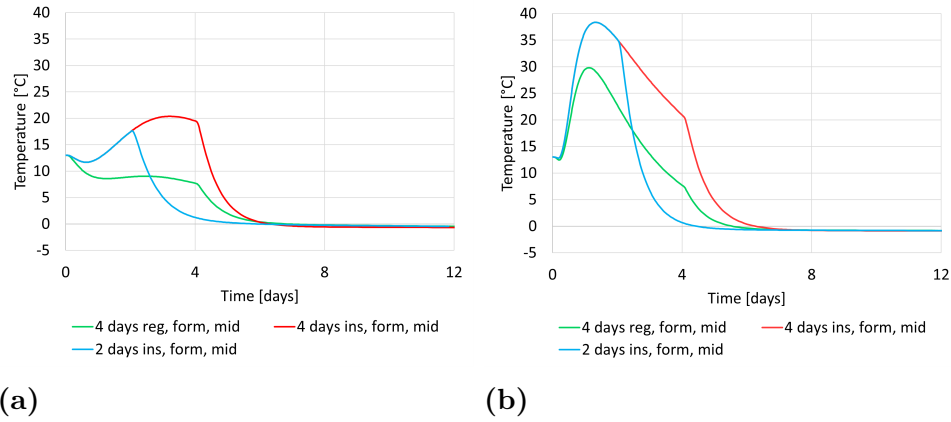 40
35
30
25
20
15
10
5
0
-5
Temperature [°C]
0 4 8 12
Time [days]
4 days reg, form, mid 4 days ins, form, mid
2 days ins, form, mid
(a)
40
35
30
25
20
15
10
5
0
-5
Temperature [°C]
0 4 8 12
Time [days]
4 days reg, form, mid 4 days ins, form, mid
2 days ins, form, mid
(b)